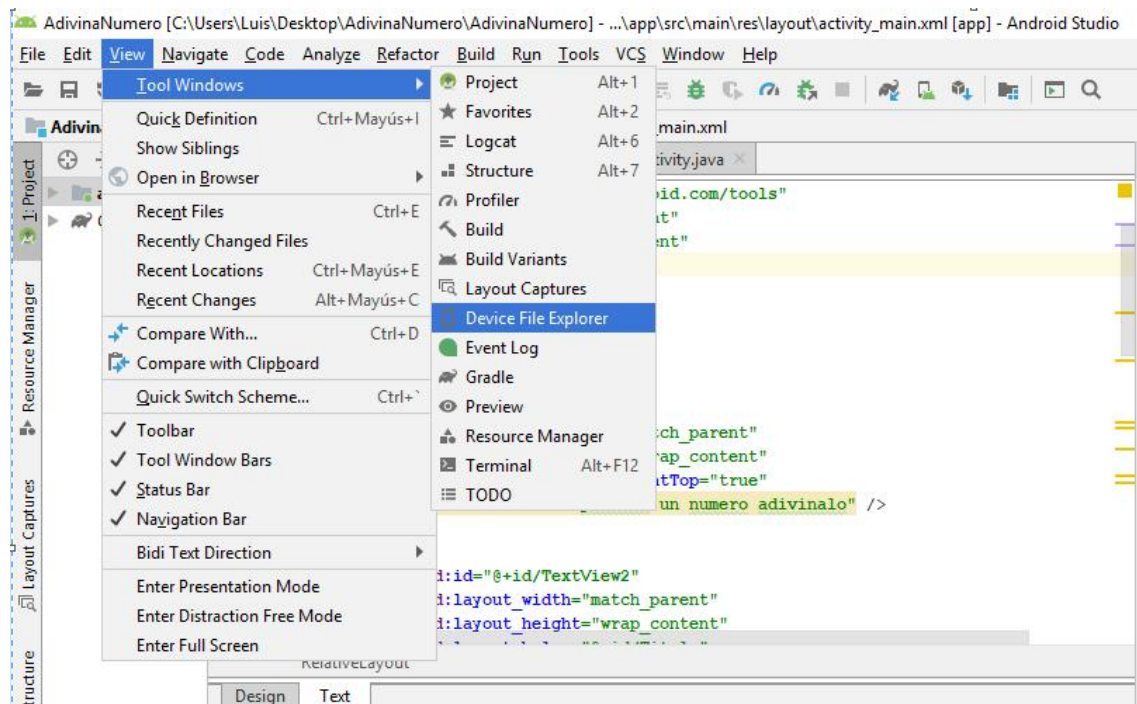 AdivinaNumero [C:\Users\Luis\Desktop\AdivinaNumero\AdivinaNumero] - ...\app\src\main\res\layout\activity_main.xml [app] - Android Studio
File Edit View Navigate Code Analyze Refactor Build Run Tools VCS Window Help
Tool Windows
Quick Definition Ctrl+Mayús+I
Show Siblings
Open in Browser
Recent Files Ctrl+E
Recently Changed Files
Recent Locations Ctrl+Mayús+E
Recent Changes Alt+Mayús+C
Compare With... Ctrl+D
Compare with Clipboard
Quick Switch Scheme... Ctrl+`
Toolbar
Tool Window Bars
Status Bar
Navigation Bar
Bidi Text Direction
Enter Presentation Mode
Enter Distraction Free Mode
Enter Full Screen
Project Alt+1
Favorites Alt+2
Logcat Alt+6
Structure Alt+7
Profiler
Build
Build Variants
Layout Captures
Device File Explorer
Event Log
Gradle
Preview
Resource Manager
Terminal Alt+F12
TODO
Adivin
1: Project
Resource Manager
Layout Captures
tructure
_main.xml
ivity.java
oid.com/tools"
nt"
ent"
tch_parent"
rap_content"
ntTop="true"
un numero adivinalo" />
d:id="@+id/TextView2"
d:layout_width="match_parent"
d:layout_height="wrap_content"
RelativeLayout
Design Text